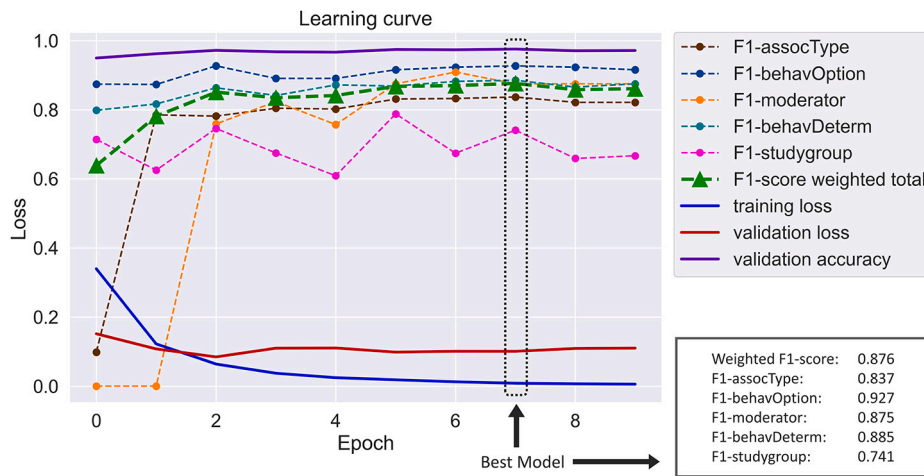 Learning curve
1.0
0.8
0.6
0.4
0.2
0.0
Loss
0 2 4 6 8
Epoch
F1-assocType
F1-behavOption
F1-moderator
F1-behavDeterm
F1-studygroup
F1-score weighted total
training loss
validation loss
validation accuracy
Best Model
Weighted F1-score: 0.876
F1-assocType: 0.837
F1-behavOption: 0.927
F1-moderator: 0.875
F1-behavDeterm: 0.885
F1-studygroup: 0.741